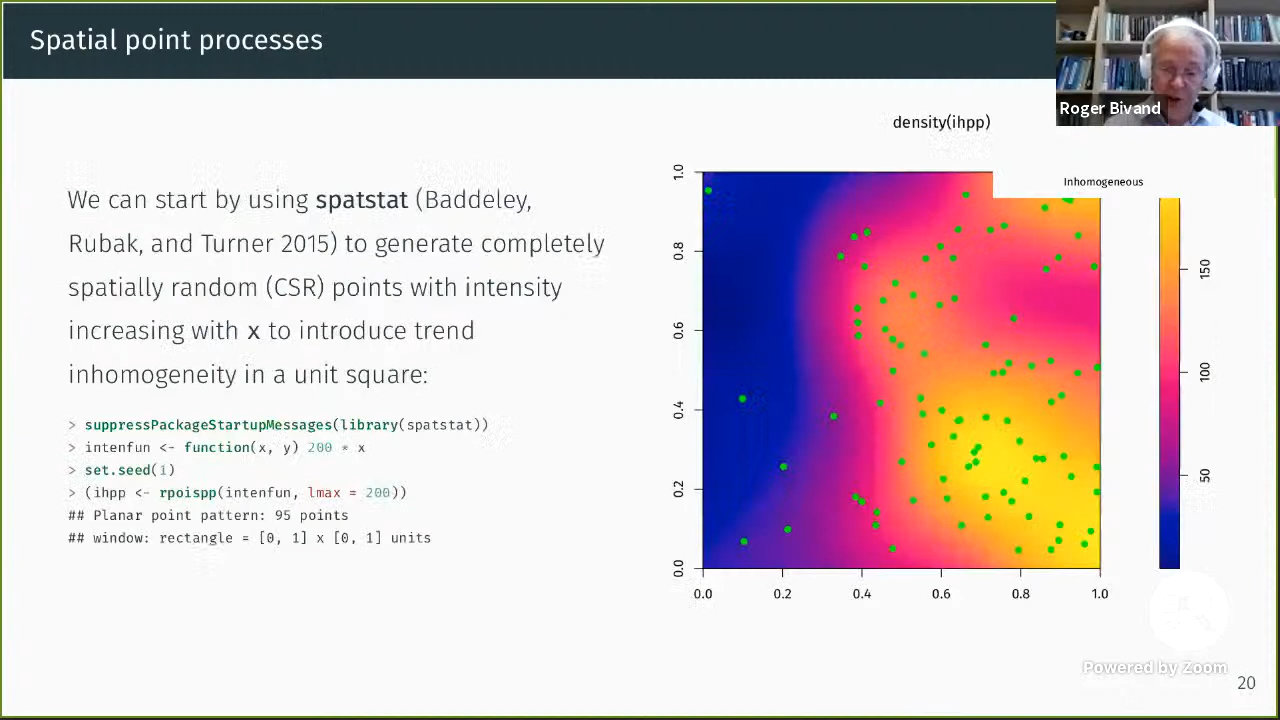 Spatial point processes
Roger Bivand
We can start by using spatstat (Baddeley,
Rubak, and Turner 2015) to generate completely
spatially random (CSR) points with intensity
increasing with x to introduce trend
inhomogeneity in a unit square:
> suppressPackageStartupMessages(library(spatstat))
> intenfun <- function(x, y) 200 * x
> set.seed(1)
> (ihpp <- rpoispp(intenfun, lmax = 200))
## Planar point pattern: 95 points
## window: rectangle = [0, 1] x [0, 1] units
density(ihpp)
Inhomogeneous
1.0
0.8
0.6
0.4
0.2
0.0
0.0 0.2 0.4 0.6 0.8 1.0
150
100
50
Powered by Zoom
20